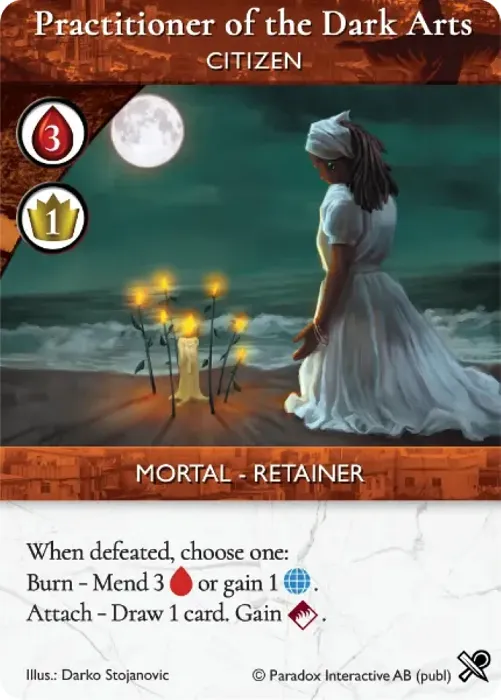 Practitioner of the Dark Arts
CITIZEN
3
1
MORTAL - RETAINER
When defeated, choose one:
Burn - Mend 3 or gain 1 .
Attach - Draw 1 card. Gain .
Illus.: Darko Stojanovic © Paradox Interactive AB (publ)